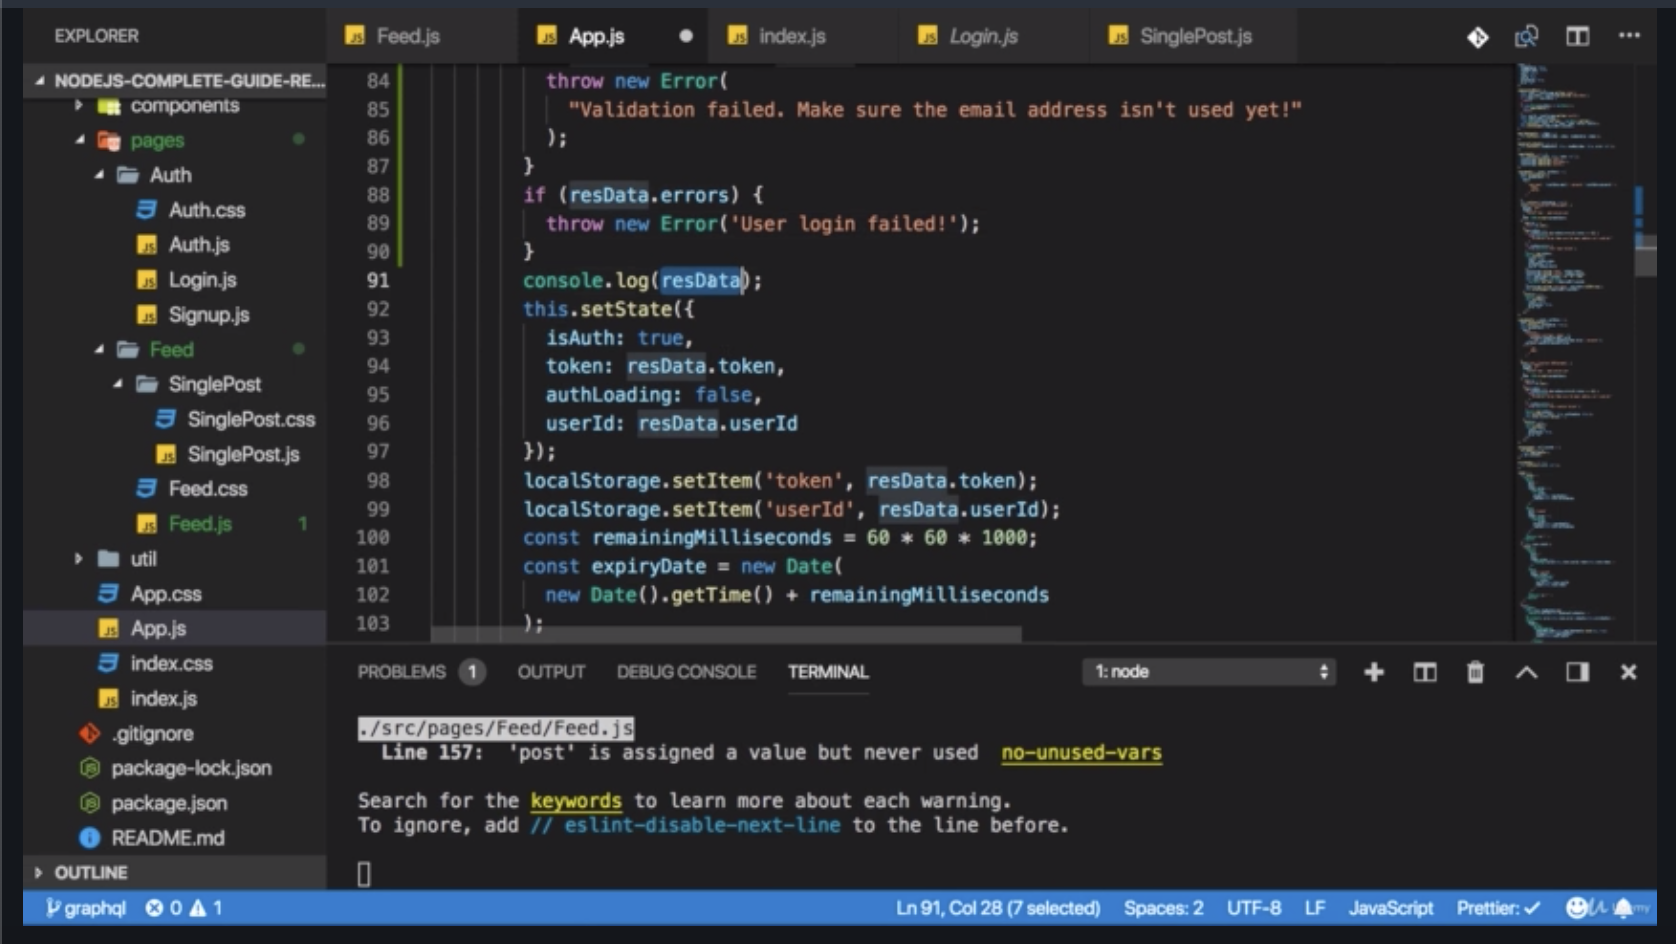 EXPLORER
Feed.js
App.js
index.js
Login.js
SinglePost.js
NODEJS-COMPLETE-GUIDE-RE...
components
pages
Auth
Auth.css
Auth.js
Login.js
Signup.js
Feed
SinglePost
SinglePost.css
SinglePost.js
Feed.css
Feed.js 1
util
App.css
App.js
index.css
index.js
.gitignore
package-lock.json
package.json
README.md
OUTLINE
84 throw new Error(
85 "Validation failed. Make sure the email address isn't used yet!"
86 );
87 }
88 if (resData.errors) {
89 throw new Error('User login failed!');
90 }
91 console.log(resData);
92 this.setState({
93 isAuth: true,
94 token: resData.token,
95 authLoading: false,
96 userId: resData.userId
97 });
98 localStorage.setItem('token', resData.token);
99 localStorage.setItem('userId', resData.userId);
100 const remainingMilliseconds = 60 * 60 * 1000;
101 const expiryDate = new Date(
102 new Date().getTime() + remainingMilliseconds
103 );
PROBLEMS 1 OUTPUT DEBUG CONSOLE TERMINAL 1: node
./src/pages/Feed/Feed.js
Line 157: 'post' is assigned a value but never used no-unused-vars
Search for the keywords to learn more about each warning.
To ignore, add // eslint-disable-next-line to the line before.
graphql 0 1 Ln 91, Col 28 (7 selected) Spaces: 2 UTF-8 LF JavaScript Prettier: ✓